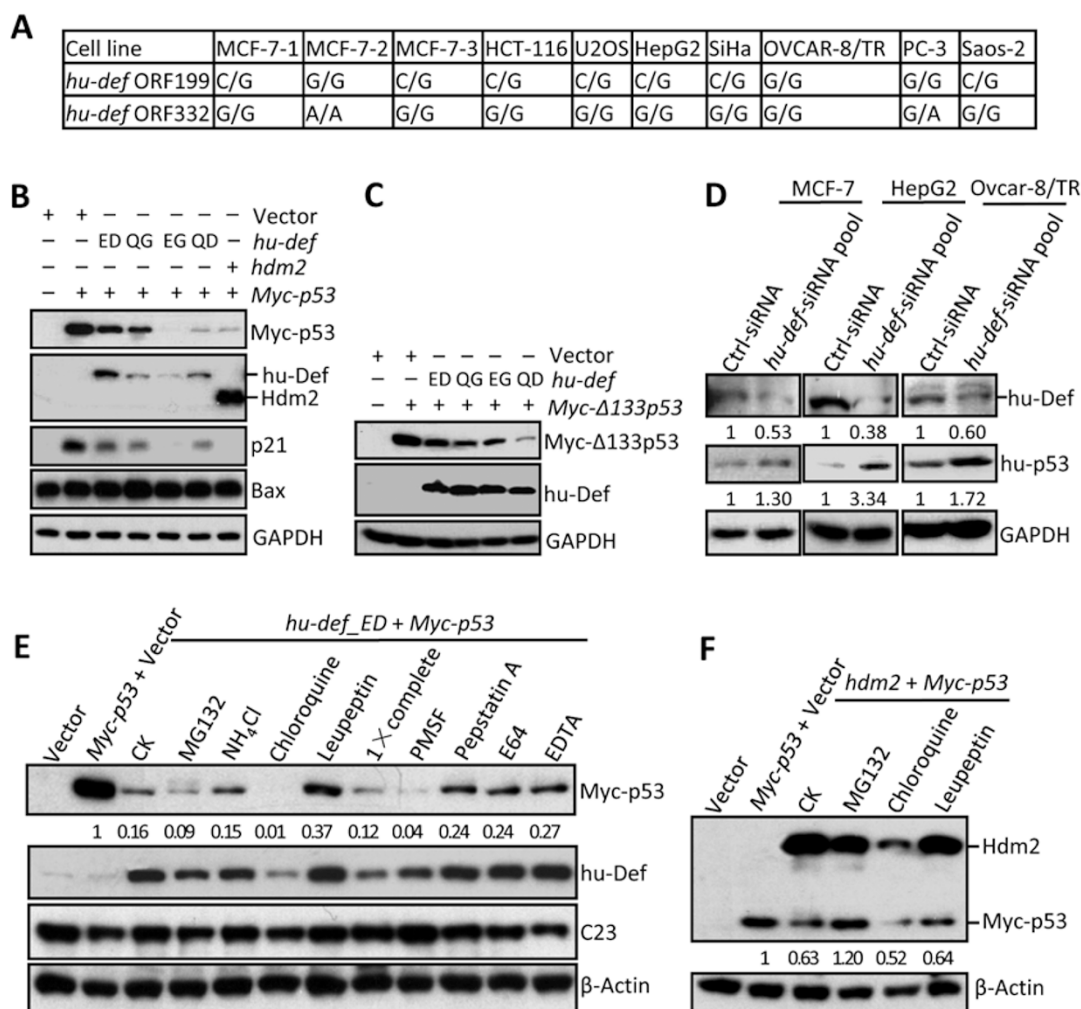 A
Cell line MCF-7-1 MCF-7-2 MCF-7-3 HCT-116 U2OS HepG2 SiHa OVCAR-8/TR PC-3 Saos-2
hu-def ORF199 C/G G/G C/G C/G C/G C/G C/G G/G G/G C/G
hu-def ORF332 G/G A/A G/G G/G G/G G/G G/G G/G G/A G/G
B
+ + – – – – – Vector
– – ED QG EG QD – hu-def
– – – – – – + hdm2
– + + + + + + Myc-p53
Myc-p53
hu-Def
Hdm2
p21
Bax
GAPDH
C
+ + – – – – Vector
– – ED QG EG QD hu-def
– + + + + + Myc-Δ133p53
Myc-Δ133p53
hu-Def
GAPDH
D
MCF-7 HepG2 Ovcar-8/TR
Ctrl-siRNA hu-def-siRNA pool Ctrl-siRNA hu-def-siRNA pool Ctrl-siRNA hu-def-siRNA pool
hu-Def
1 0.53 1 0.38 1 0.60
hu-p53
1 1.30 1 3.34 1 1.72
GAPDH
E
hu-def_ED + Myc-p53
Vector Myc-p53 + Vector CK MG132 NH4Cl Chloroquine Leupeptin 1× complete PMSF Pepstatin A E64 EDTA
Myc-p53
1 0.16 0.09 0.15 0.01 0.37 0.12 0.04 0.24 0.24 0.27
hu-Def
C23
β-Actin
F
hdm2 + Myc-p53
Vector Myc-p53 + Vector CK MG132 Chloroquine Leupeptin
Hdm2
Myc-p53
1 0.63 1.20 0.52 0.64
β-Actin